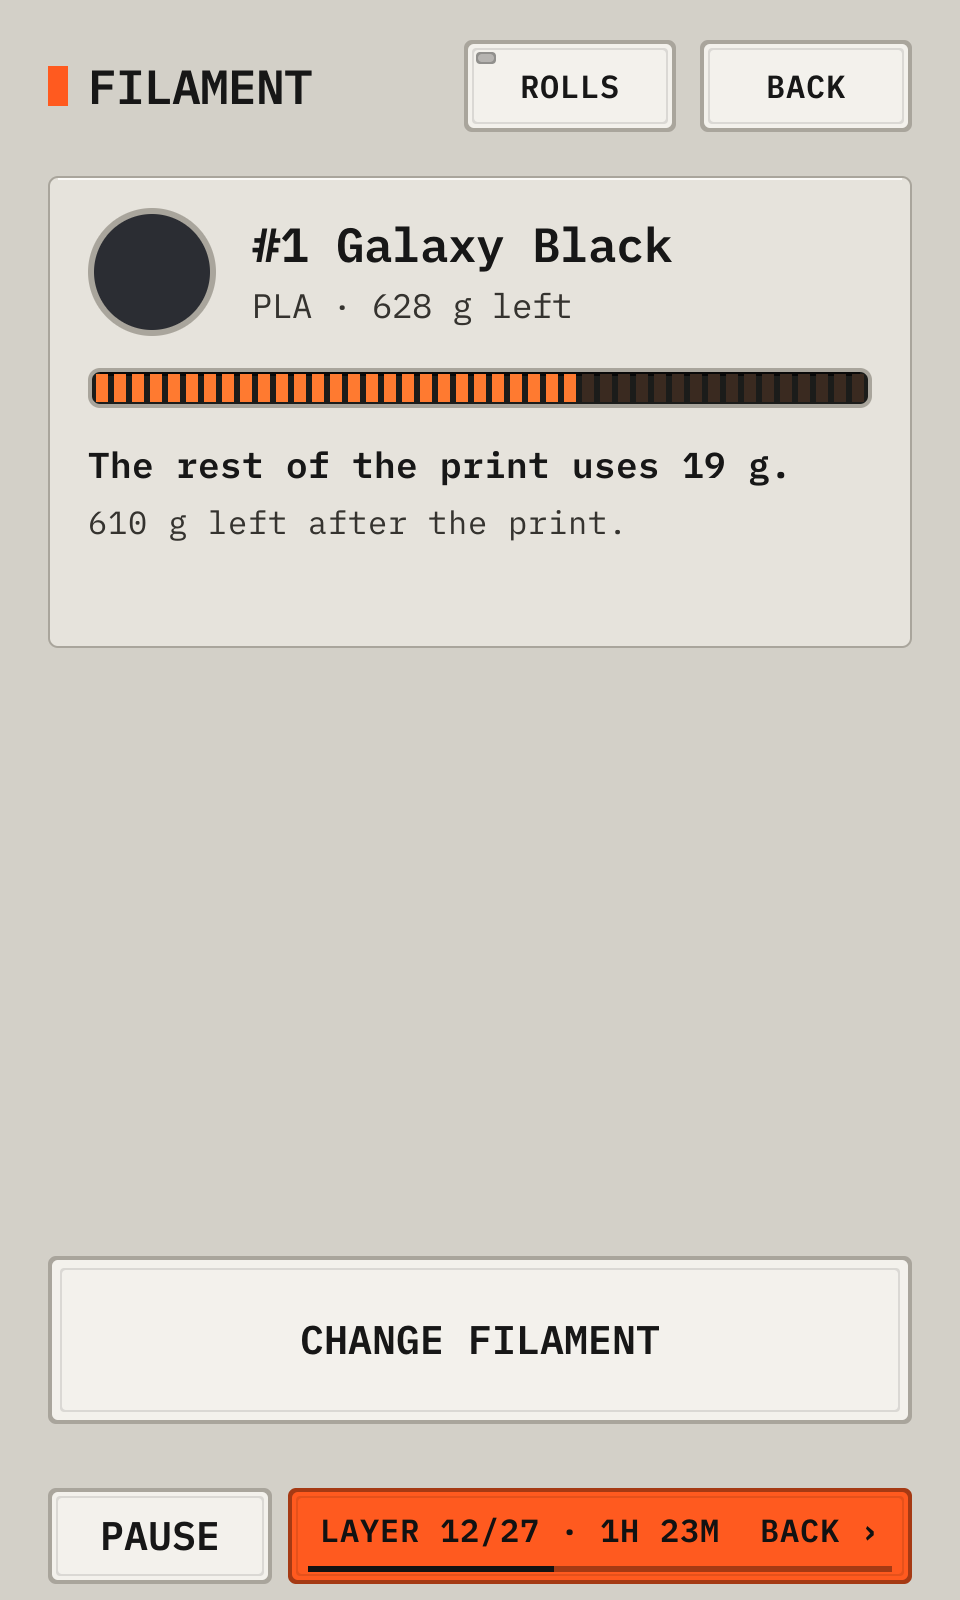 FILAMENT
ROLLS
BACK
#1 Galaxy Black
PLA · 628 g left
The rest of the print uses 19 g.
610 g left after the print.
CHANGE FILAMENT
PAUSE
LAYER 12/27 · 1H 23M BACK ›